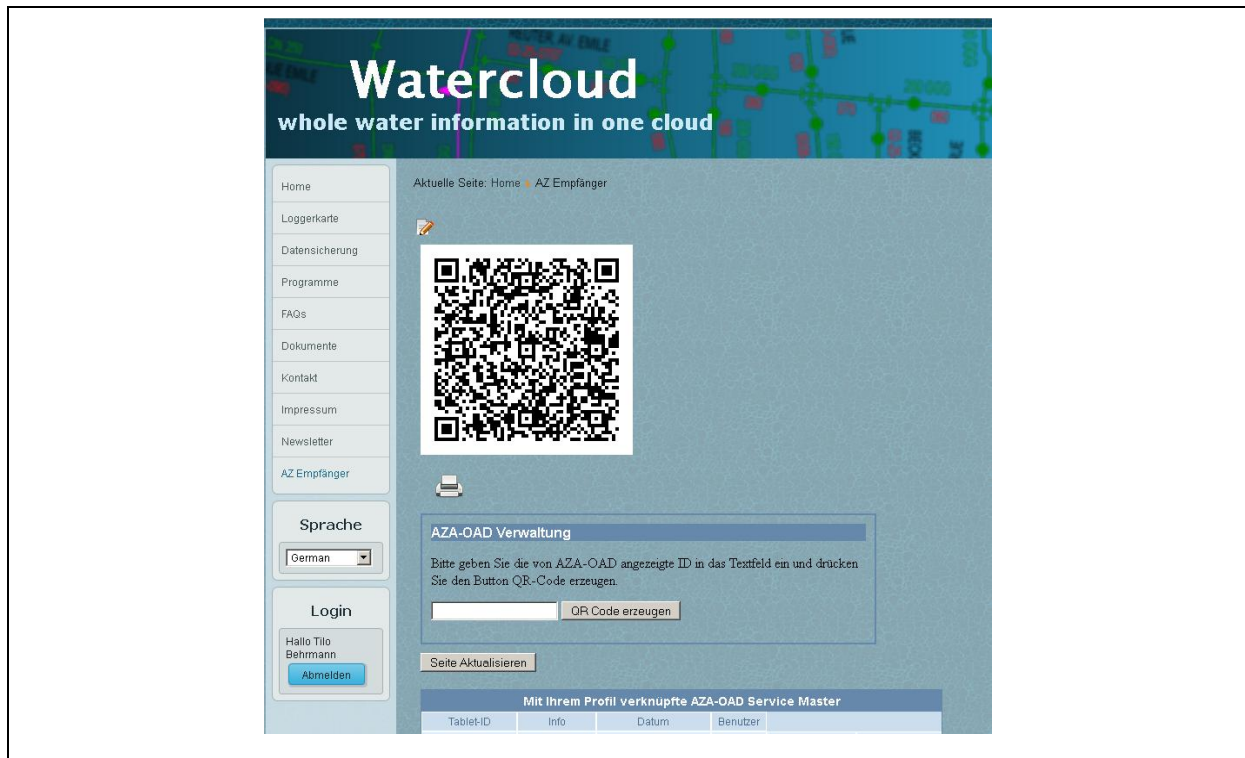 REUTER, AV EMILE
Watercloud
whole water information in one cloud
Home
Loggerkarte
Datensicherung
Programme
FAQs
Dokumente
Kontakt
Impressum
Newsletter
AZ Empfänger
Sprache
German
Login
Hallo Tilo
Behrmann
Abmelden
Aktuelle Seite: Home AZ Empfänger
AZA-OAD Verwaltung
Bitte geben Sie die von AZA-OAD angezeigte ID in das Textfeld ein und drücken
Sie den Button QR-Code erzeugen.
QR Code erzeugen
Seite Aktualisieren
Mit Ihrem Profil verknüpfte AZA-OAD Service Master
Tablet-ID Info Datum Benutzer